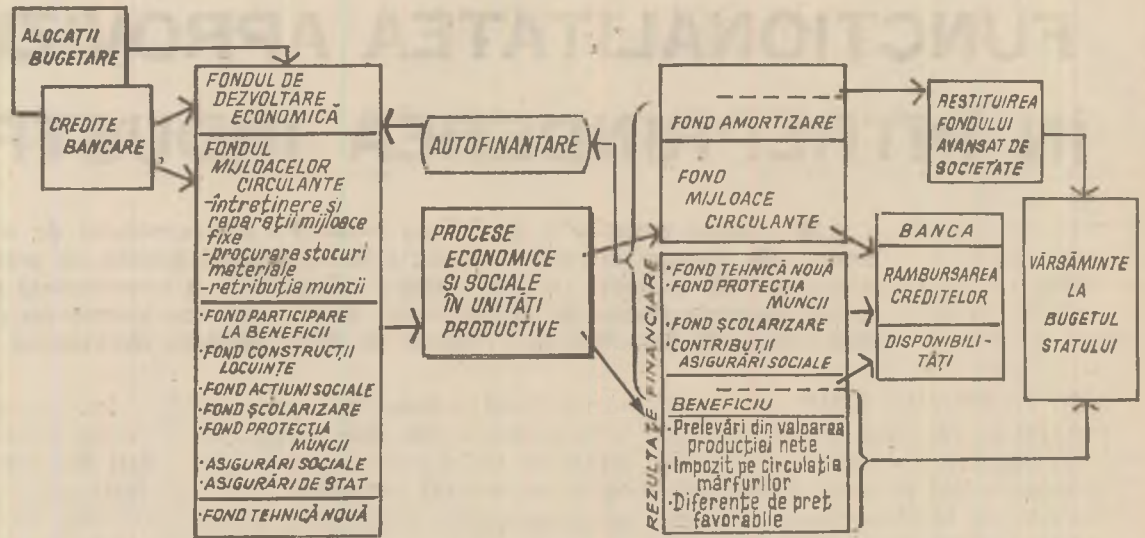 ALOCAȚII
BUGETARE
CREDITE
BANCARE
FONDUL DE
DEZVOLTARE
ECONOMICĂ
FONDUL
MIJLOACELOR
CIRCULANTE
-întreținere și
reparații mijloace
fixe
-procurare stocuri
materiale
-retribuția muncii
·FOND PARTICIPARE
LA BENEFICII
·FOND CONSTRUCȚII
LOCUINȚE
·FOND ACȚIUNI SOCIALE
·FOND ȘCOLARIZARE
·FOND PROTECȚIA
MUNCII
·ASIGURĂRI SOCIALE
·ASIGURĂRI DE STAT
·FOND TEHNICĂ NOUĂ
AUTOFINANȚARE
PROCESE
ECONOMICE
ȘI SOCIALE
ÎN UNITĂȚI
PRODUCTIVE
REZULTATE FINANCIARE
FOND AMORTIZARE
FOND
MIJLOACE
CIRCULANTE
·FOND TEHNICĂ NOUĂ
·FOND PROTECȚIA
MUNCII
·FOND ȘCOLARIZARE
·CONTRIBUȚII
ASIGURĂRI SOCIALE
BENEFICIU
·Prelevări din valoarea
producției nete
·Impozit pe circulația
mărfurilor
·Diferențe de preț
favorabile
RESTITUIREA
FONDULUI
AVANSAT DE
SOCIETATE
BANCA
RAMBURSAREA
CREDITELOR
DISPONIBILI-
TĂȚI
VĂRSĂMINTE
LA
BUGETUL
STATULUI